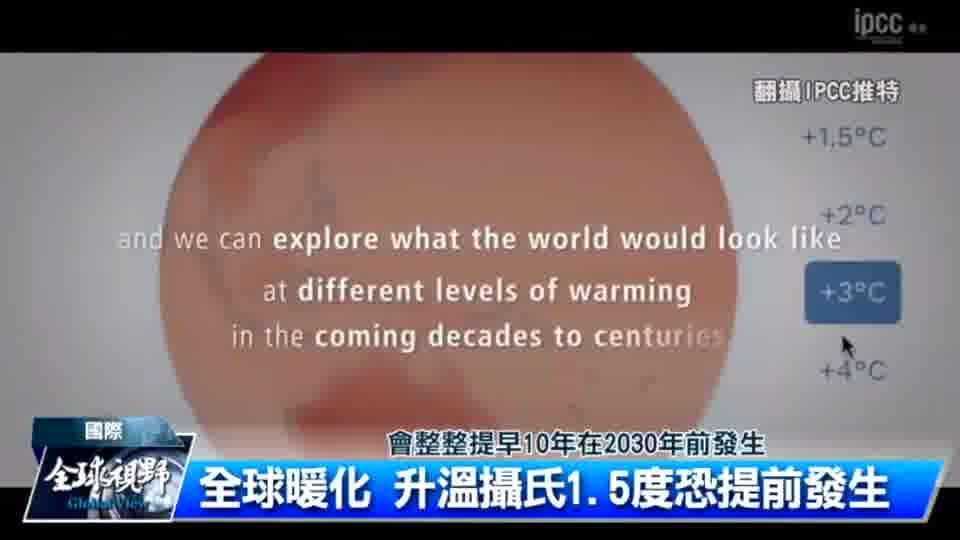 ipcc
翻攝IPCC推特
+1.5°C
+2°C
and we can explore what the world would look like
+3°C
at different levels of warming
in the coming decades to centuries
+4°C
國際
會整整提早10年在2030年前發生
全球視野
Global View
全球暖化 升溫攝氏1.5度恐提前發生